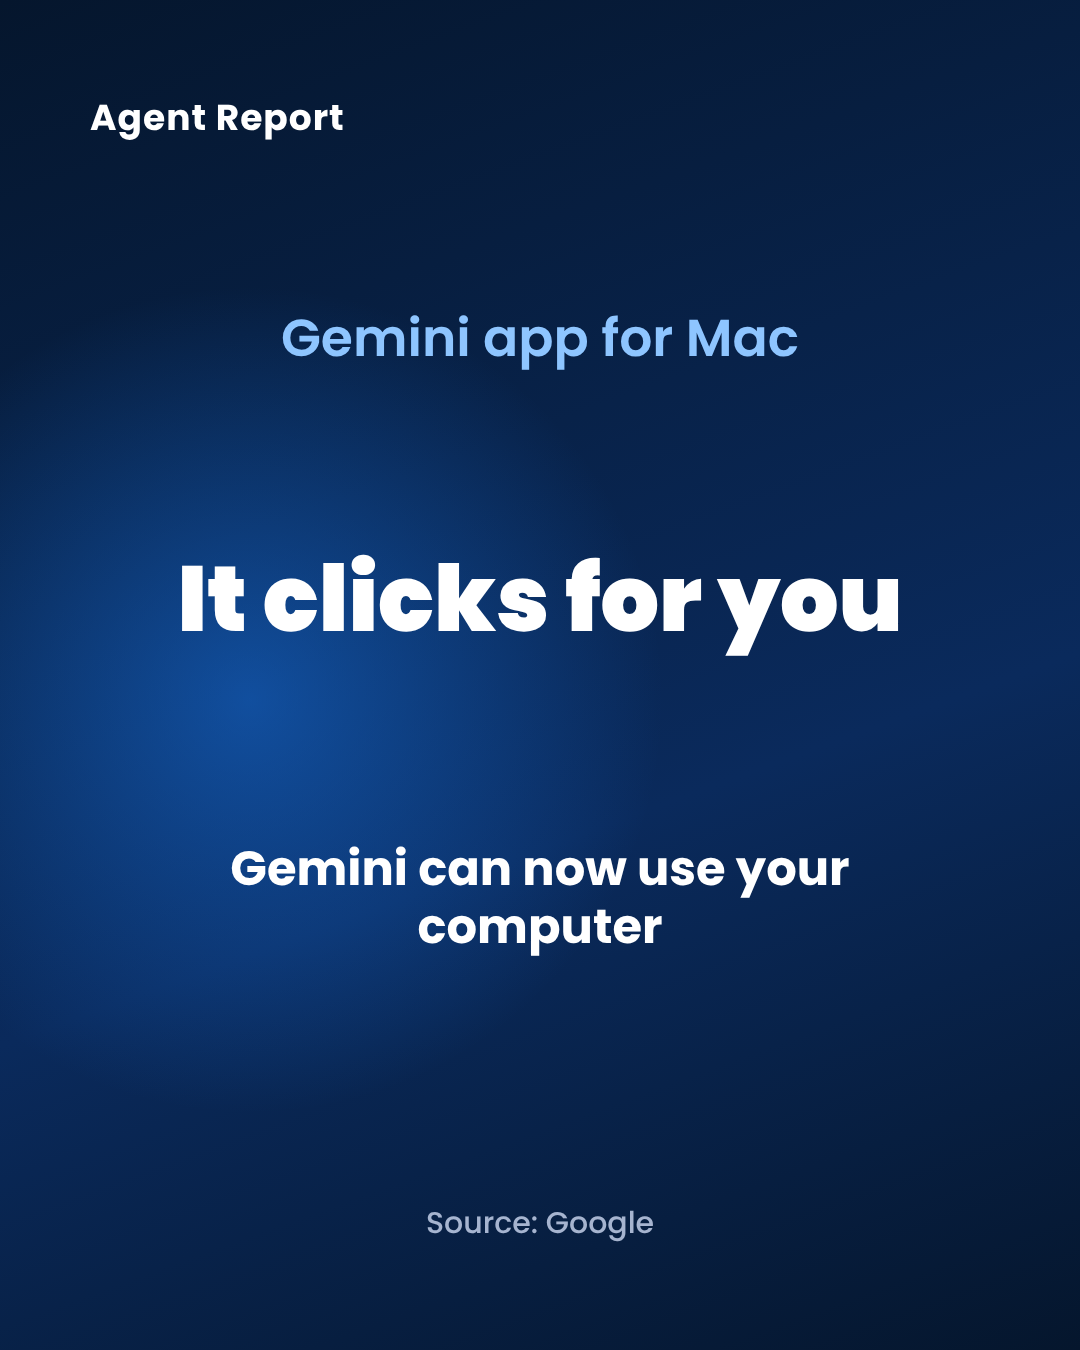 Agent Report
Gemini app for Mac
It clicks for you
Gemini can now use your
computer
Source: Google